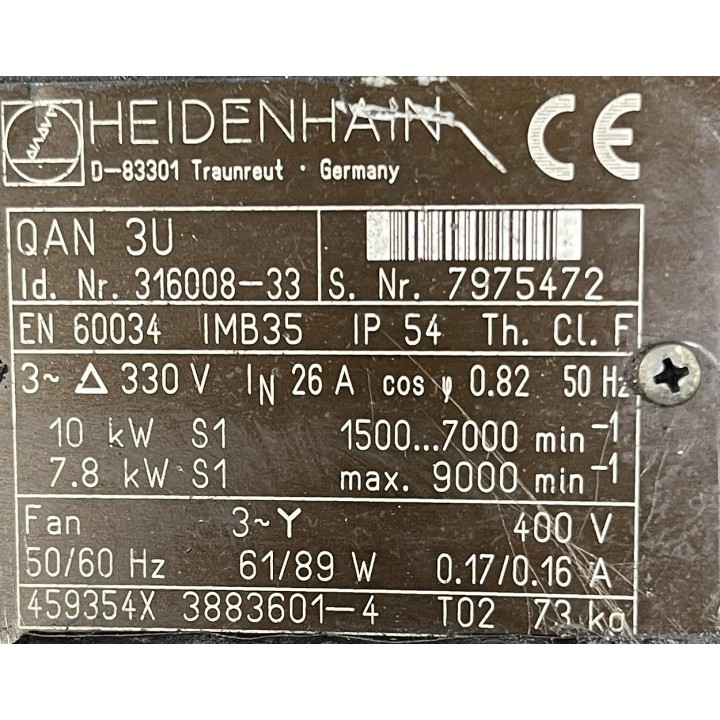 HEIDENHAIN
D-83301 Traunreut · Germany
CE
QAN 3U
Id. Nr. 316008-33 S. Nr. 7975472
EN 60034 IMB35 IP 54 Th. Cl. F
3~ Δ 330 V IN 26 A cos φ 0.82 50 Hz
10 kW S1 1500...7000 min⁻¹
7.8 kW S1 max. 9000 min⁻¹
Fan 3~Y 400 V
50/60 Hz 61/89 W 0.17/0.16 A
459354X 3883601-4 T02 73 kg